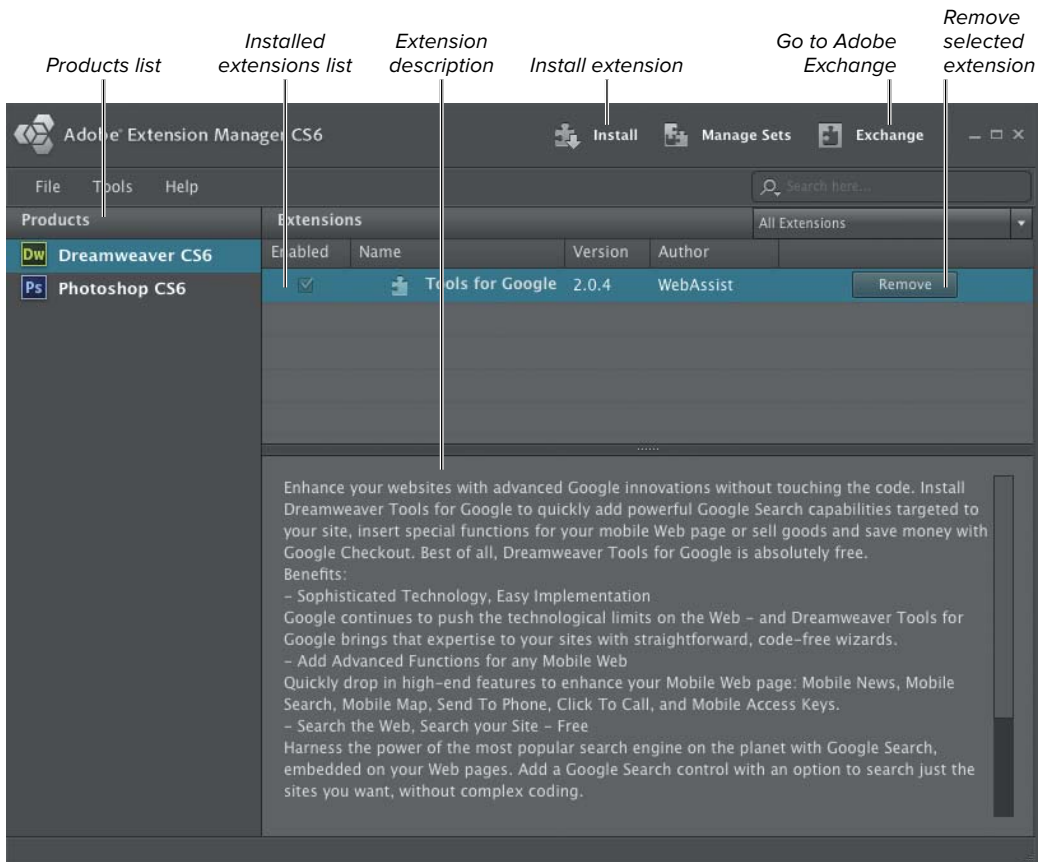 Products list
Installed extensions list
Extension description
Install extension
Go to Adobe Exchange
Remove selected extension
Adobe® Extension Manager CS6
Install
Manage Sets
Exchange
File Tools Help
Search here...
Products
Extensions
All Extensions
Enabled Name Version Author
Dw Dreamweaver CS6
Ps Photoshop CS6
Tools for Google 2.0.4 WebAssist Remove
Enhance your websites with advanced Google innovations without touching the code. Install
Dreamweaver Tools for Google to quickly add powerful Google Search capabilities targeted to
your site, insert special functions for your mobile Web page or sell goods and save money with
Google Checkout. Best of all, Dreamweaver Tools for Google is absolutely free.
Benefits:
– Sophisticated Technology, Easy Implementation
Google continues to push the technological limits on the Web – and Dreamweaver Tools for
Google brings that expertise to your sites with straightforward, code-free wizards.
– Add Advanced Functions for any Mobile Web
Quickly drop in high-end features to enhance your Mobile Web page: Mobile News, Mobile
Search, Mobile Map, Send To Phone, Click To Call, and Mobile Access Keys.
– Search the Web, Search your Site – Free
Harness the power of the most popular search engine on the planet with Google Search,
embedded on your Web pages. Add a Google Search control with an option to search just the
sites you want, without complex coding.